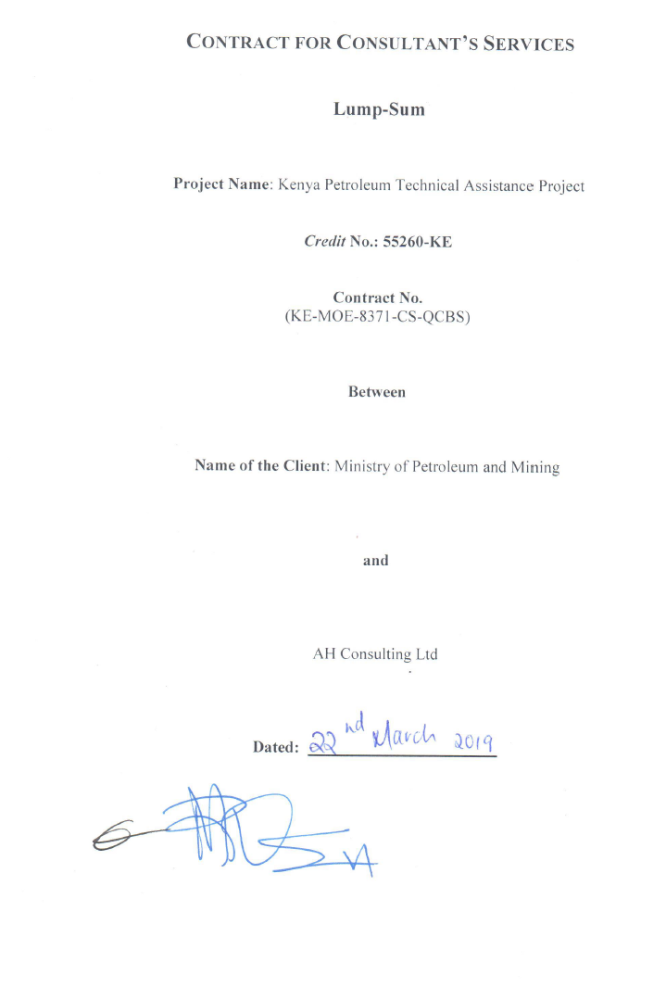 CONTRACT FOR CONSULTANT'S SERVICES
Lump-Sum
Project Name: Kenya Petroleum Technical Assistance Project
Credit No.: 55260-KE
Contract No.
(KE-MOE-8371-CS-QCBS)
Between
Name of the Client: Ministry of Petroleum and Mining
and
AH Consulting Ltd
Dated: 22nd March 2019